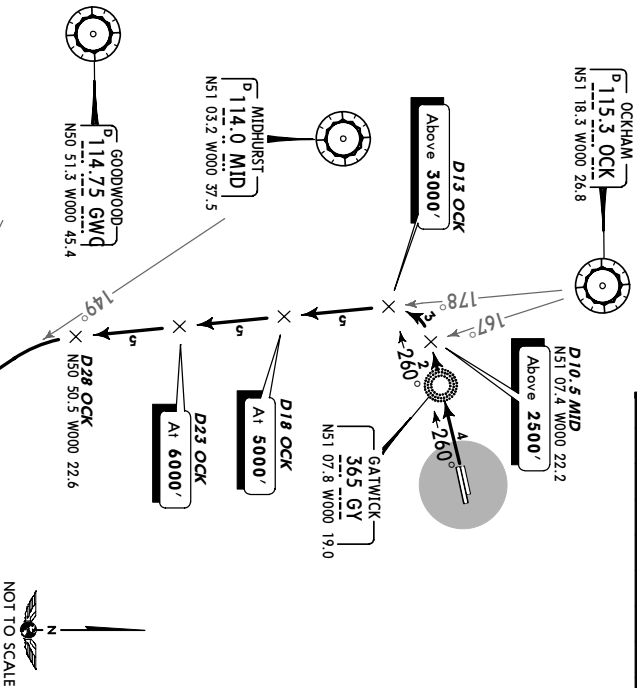 OCKHAM
D 115.3 OCK
N51 18.3 W000 26.8
D13 OCK
Above 3000'
MIDHURST
D 114.0 MID
N51 03.2 W000 37.5
GOODWOOD
D 114.75 GWC
N50 51.3 W000 45.4
178°
167°
D10.5 MID
N51 07.4 W000 22.2
Above 2500'
3
2
260°
4
260°
GATWICK
365 GY
N51 07.8 W000 19.0
5
5
5
149°
D18 OCK
At 5000'
D23 OCK
At 6000'
D28 OCK
N50 50.5 W000 22.6
N
NOT TO SCALE